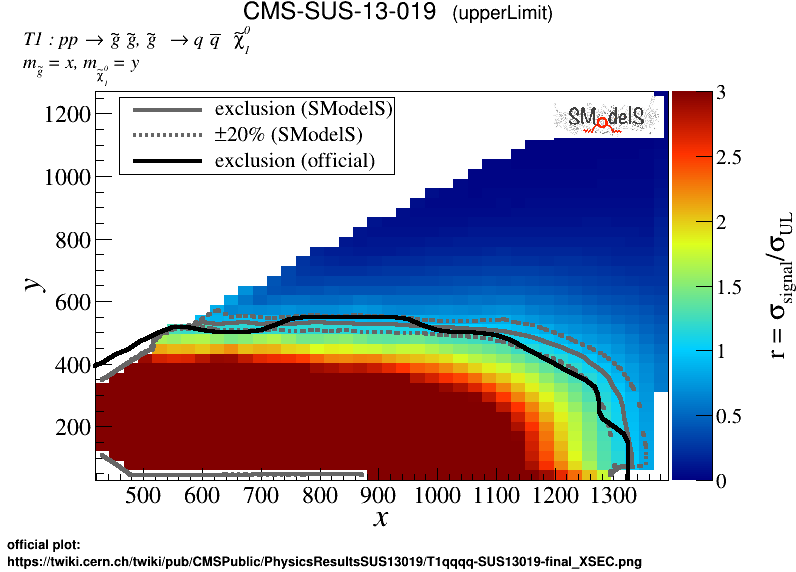 CMS-SUS-13-019 (upperLimit)
T1 : pp → g̃ g̃, g̃ → q q̅ χ̃₁⁰
m_g̃ = x, m_χ̃₁⁰ = y
exclusion (SModelS)
±20% (SModelS)
exclusion (official)
SModelS
1200
1000
800
600
400
200
y
500 600 700 800 900 1000 1100 1200 1300
x
3
2.5
2
1.5
1
0.5
0
r = σ_signal/σ_UL
official plot:
https://twiki.cern.ch/twiki/pub/CMSPublic/PhysicsResultsSUS13019/T1qqqq-SUS13019-final_XSEC.png